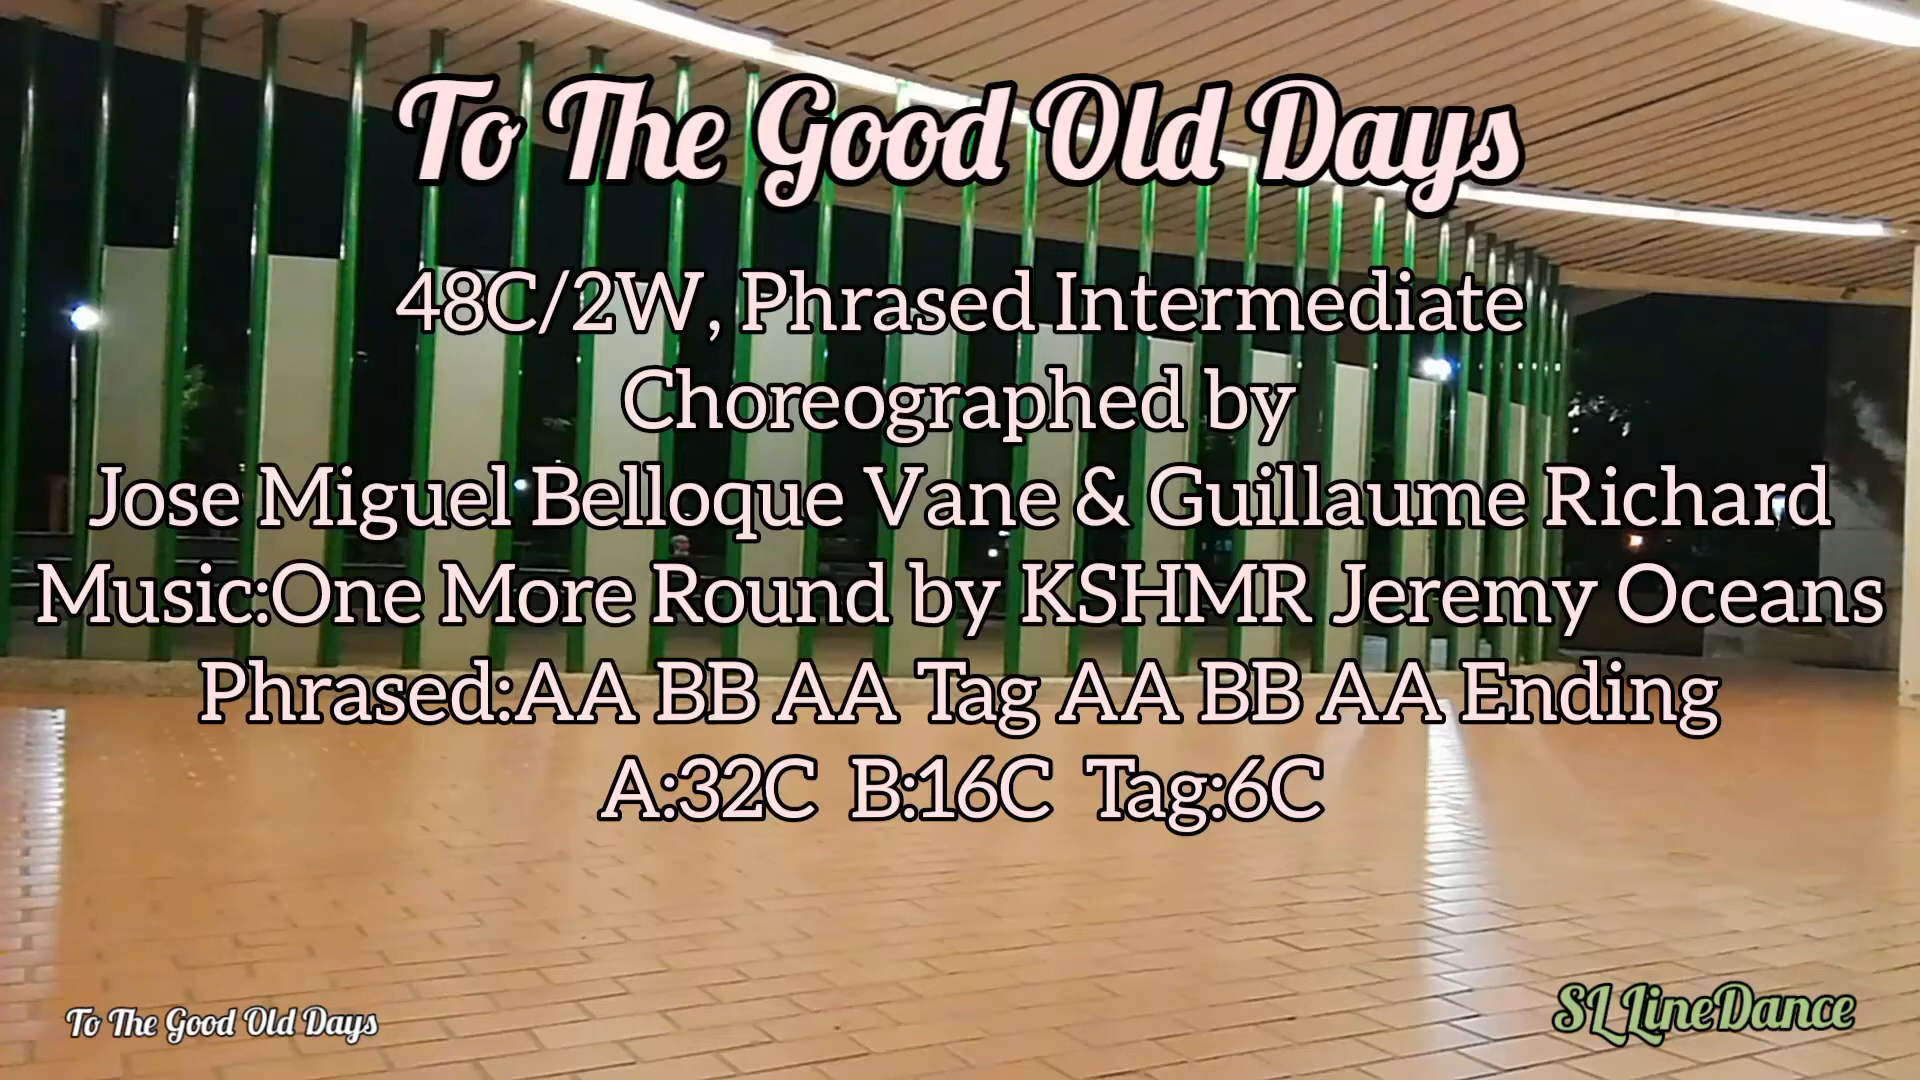 To The Good Old Days
48C/2W, Phrased Intermediate
Choreographed by
Jose Miguel Belloque Vane & Guillaume Richard
Music:One More Round by KSHMR Jeremy Oceans
Phrased:AA BB AA Tag AA BB AA Ending
A:32C B:16C Tag:6C
To The Good Old Days
SL LineDance